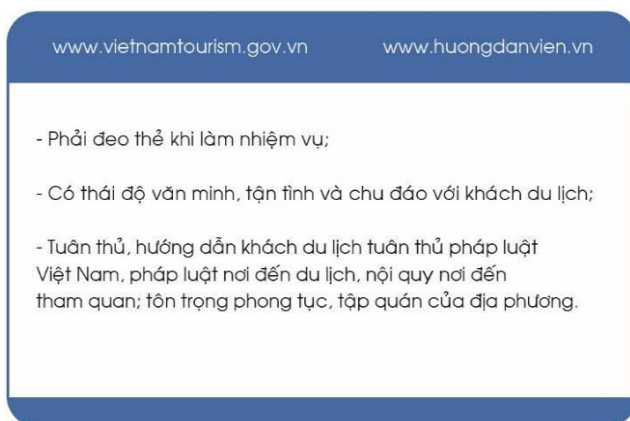 www.vietnamtourism.gov.vn www.huongdanvien.vn
- Phải đeo thẻ khi làm nhiệm vụ;
- Có thái độ văn minh, tận tình và chu đáo với khách du lịch;
- Tuân thủ, hướng dẫn khách du lịch tuân thủ pháp luật
Việt Nam, pháp luật nơi đến du lịch, nội quy nơi đến
tham quan; tôn trọng phong tục, tập quán của địa phương.